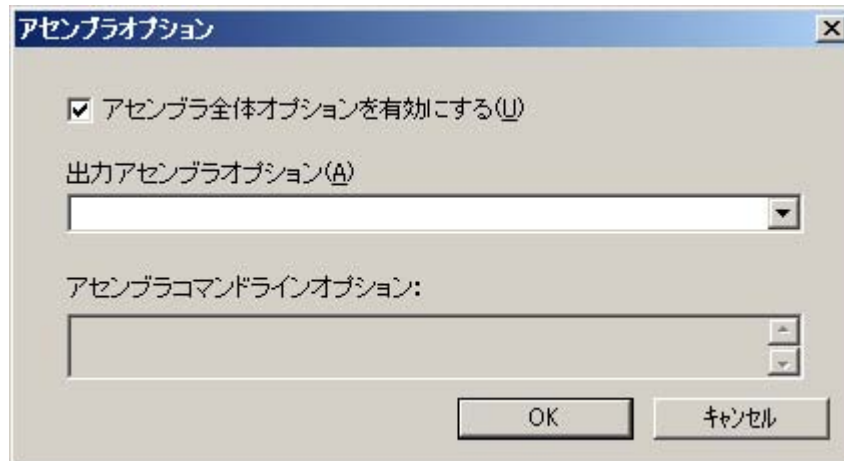 アセンブラオプション
アセンブラ全体オプションを有効にする(U)
出力アセンブラオプション(A)
アセンブラコマンドラインオプション:
OK キャンセル